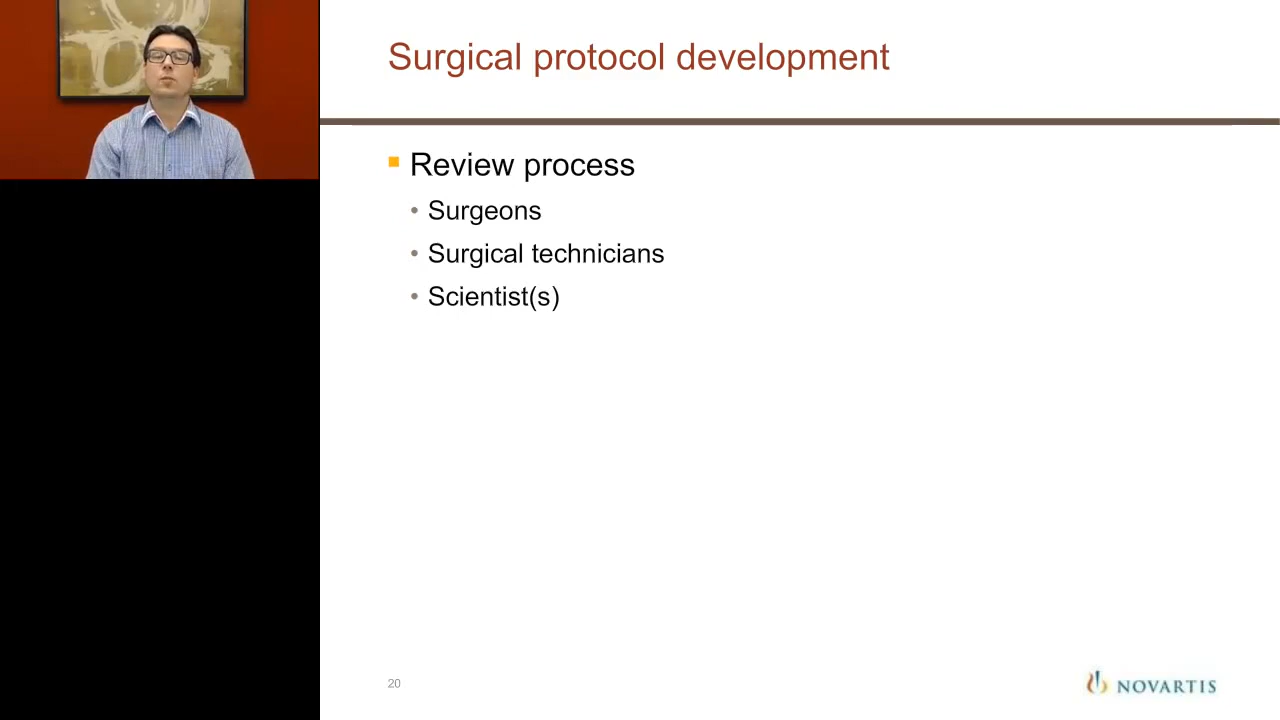 Surgical protocol development
Review process
• Surgeons
• Surgical technicians
• Scientist(s)
20
NOVARTIS